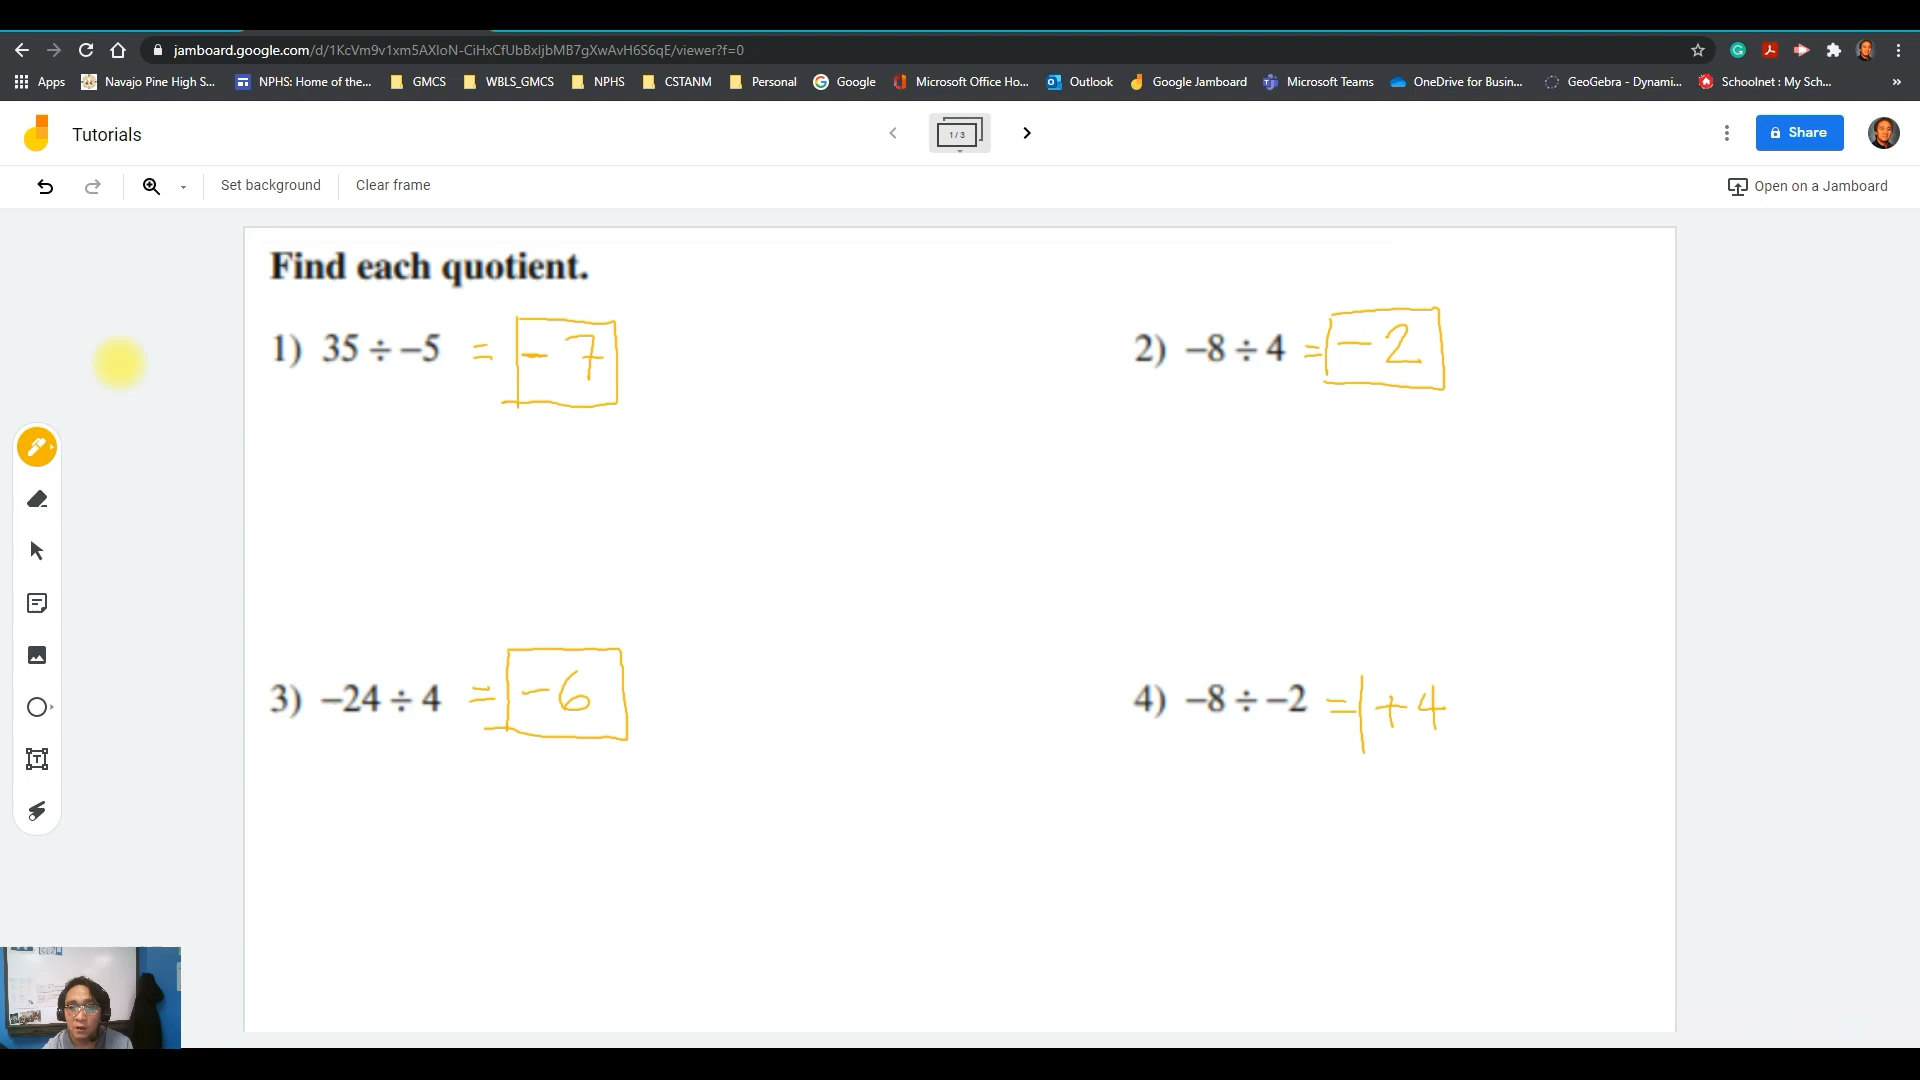 jamboard.google.com/d/1KcVm9v1xm5AXloN-CiHxCfUbBxljbMB7gXwAvH6S6qE/viewer?f=0
Apps Navajo Pine High S... NPHS: Home of the... GMCS WBLS_GMCS NPHS CSTANM Personal Google Microsoft Office Ho... Outlook Google Jamboard Microsoft Teams OneDrive for Busin... GeoGebra - Dynami... Schoolnet : My Sch... »
Tutorials 1 / 3 Share
Set background Clear frame Open on a Jamboard
Find each quotient.
1) 35 ÷ −5 = −7 2) −8 ÷ 4 = −2
3) −24 ÷ 4 = −6 4) −8 ÷ −2 = +4